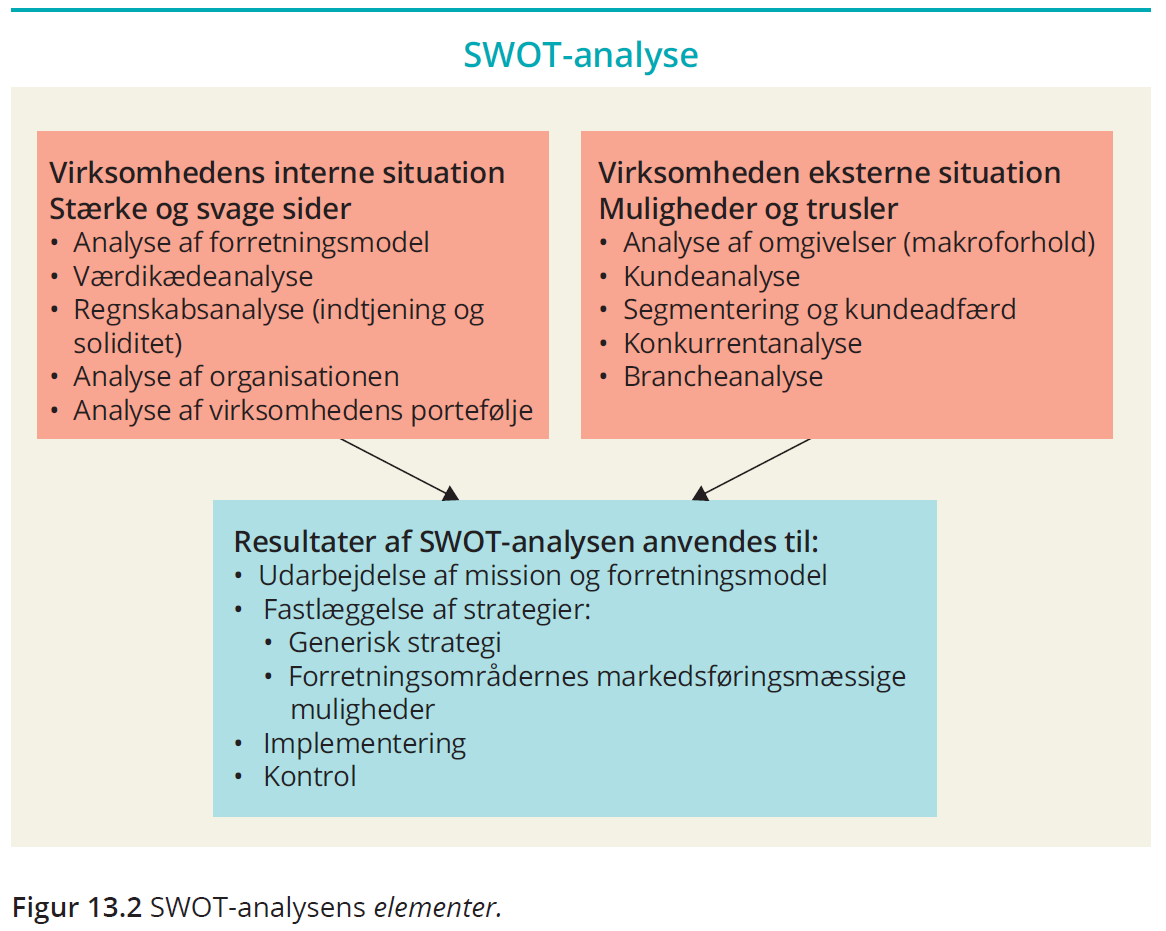 SWOT-analyse
Virksomhedens interne situation
Stærke og svage sider
• Analyse af forretningsmodel
• Værdikædeanalyse
• Regnskabsanalyse (indtjening og
soliditet)
• Analyse af organisationen
• Analyse af virksomhedens portefølje
Virksomheden eksterne situation
Muligheder og trusler
• Analyse af omgivelser (makroforhold)
• Kundeanalyse
• Segmentering og kundeadfærd
• Konkurrentanalyse
• Brancheanalyse
Resultater af SWOT-analysen anvendes til:
• Udarbejdelse af mission og forretningsmodel
• Fastlæggelse af strategier:
• Generisk strategi
• Forretningsområdernes markedsføringsmæssige
muligheder
• Implementering
• Kontrol
Figur 13.2 SWOT-analysens elementer.